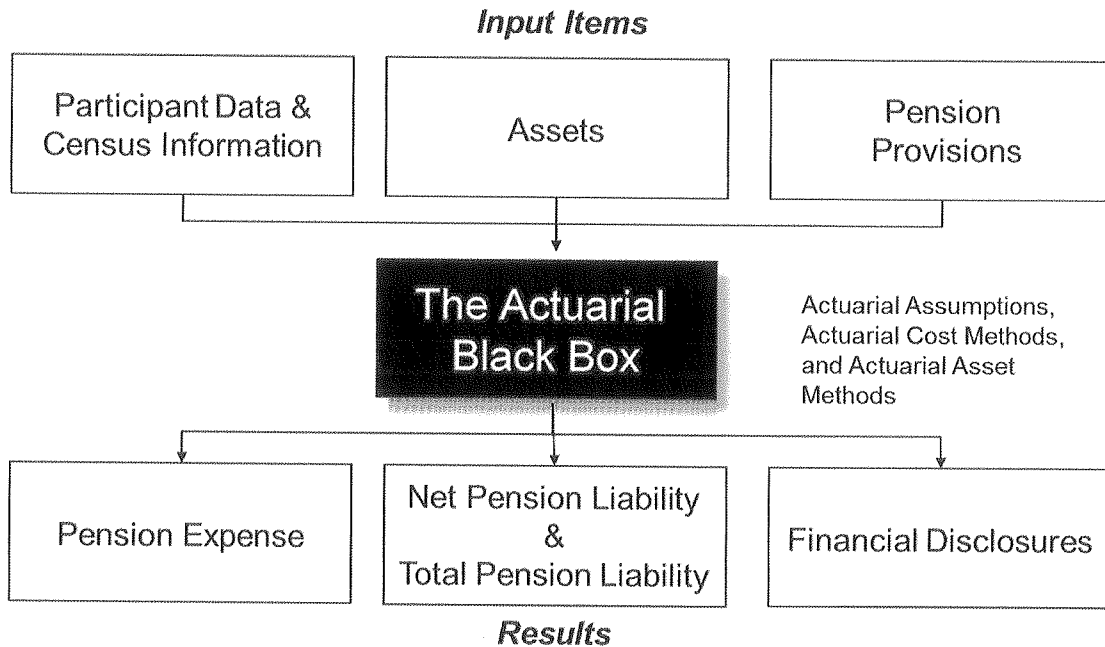 Input Items
Participant Data &
Census Information
Assets
Pension
Provisions
The Actuarial
Black Box
Actuarial Assumptions,
Actuarial Cost Methods,
and Actuarial Asset
Methods
Pension Expense
Net Pension Liability
&
Total Pension Liability
Financial Disclosures
Results